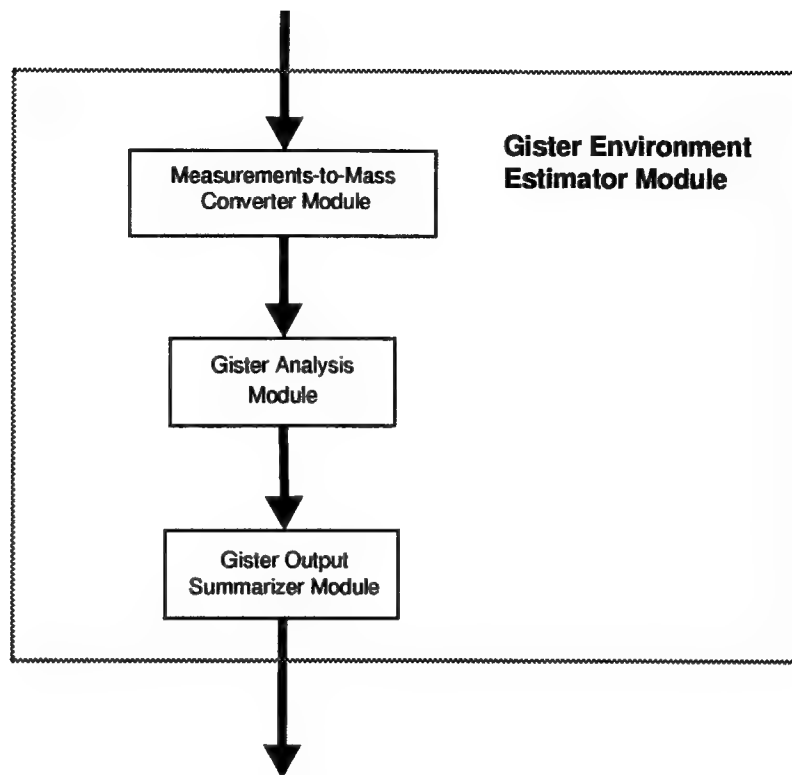 Gister Environment
Estimator Module
Measurements-to-Mass
Converter Module
Gister Analysis
Module
Gister Output
Summarizer Module